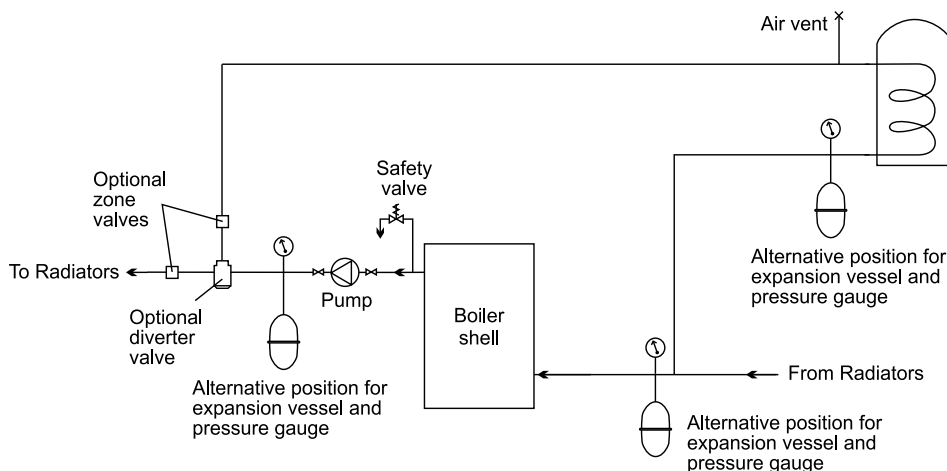 Air vent
Optional
zone
valves
Safety
valve
To Radiators
Pump
Optional
diverter
valve
Boiler
shell
Alternative position for
expansion vessel and
pressure gauge
Alternative position for
expansion vessel and
pressure gauge
From Radiators
Alternative position for
expansion vessel and
pressure gauge